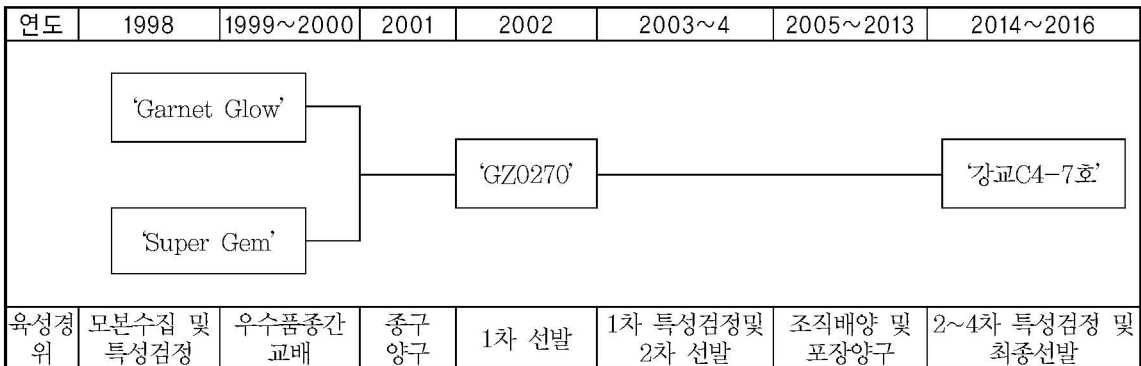 연도 1998 1999~2000 2001 2002 2003~4 2005~2013 2014~2016
'Garnet Glow'
'GZ0270' '강교C4-7호'
'Super Gem'
육성경 모본수집 및 우수품종간 종구 1차 선발 1차 특성검정및 조직배양 및 2~4차 특성검정 및
위 특성검정 교배 양구 2차 선발 포장양구 최종선발